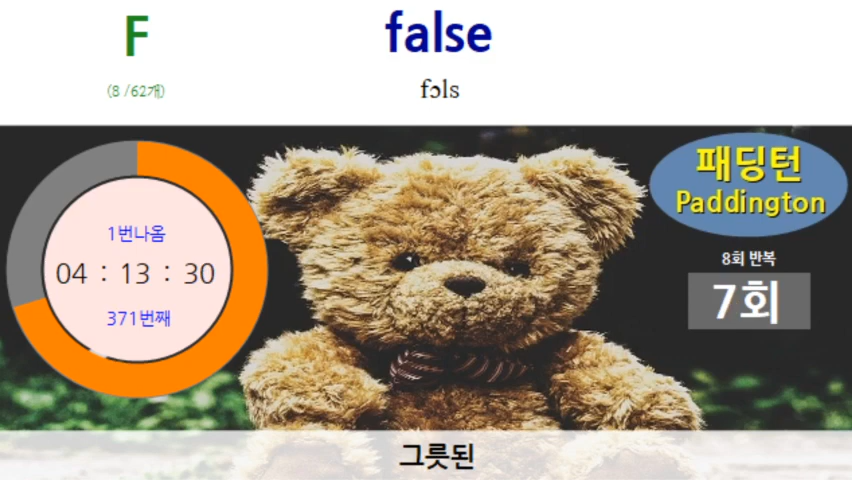 F
false
(8 /62개)
fɔls
패딩턴
Paddington
1번나옴
04 : 13 : 30
371번째
8회 반복
7회
그릇된